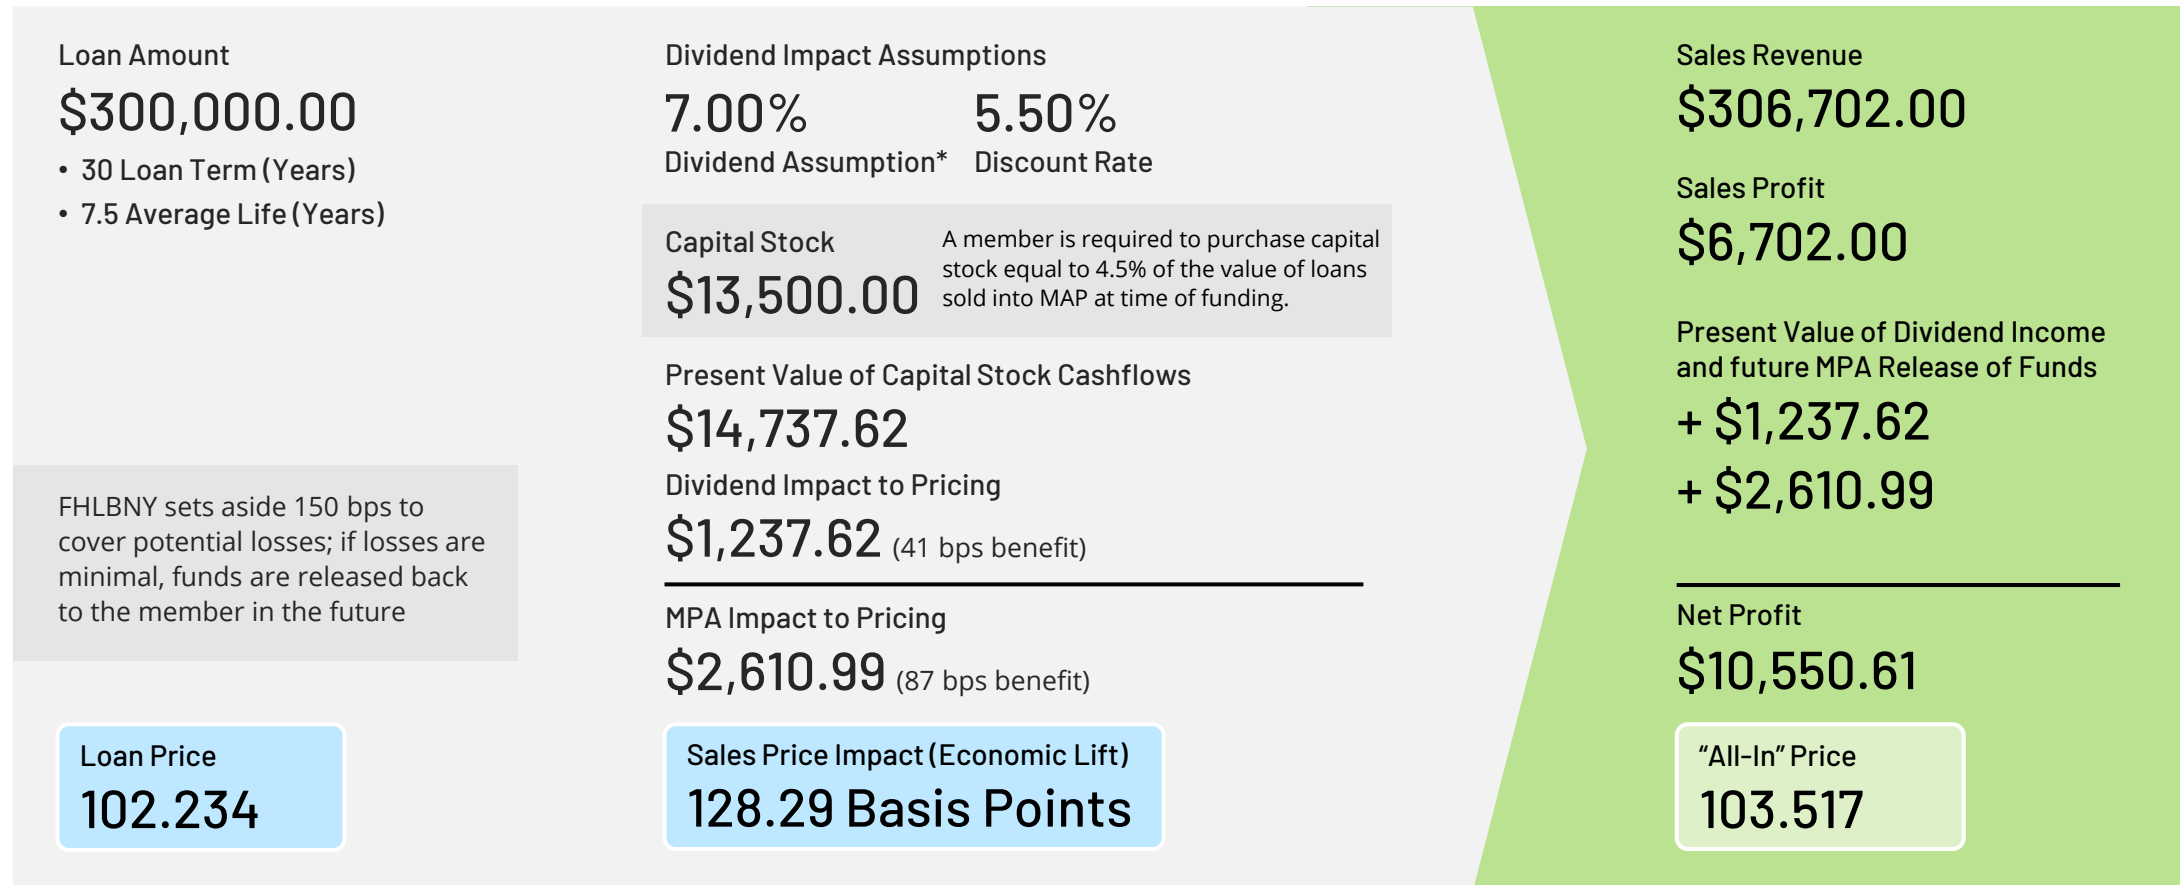 Loan Amount
$300,000.00
• 30 Loan Term (Years)
• 7.5 Average Life (Years)
FHLBNY sets aside 150 bps to
cover potential losses; if losses are
minimal, funds are released back
to the member in the future
Loan Price
102.234
Dividend Impact Assumptions
7.00% 5.50%
Dividend Assumption* Discount Rate
Capital Stock
$13,500.00
A member is required to purchase capital
stock equal to 4.5% of the value of loans
sold into MAP at time of funding.
Present Value of Capital Stock Cashflows
$14,737.62
Dividend Impact to Pricing
$1,237.62 (41 bps benefit)
MPA Impact to Pricing
$2,610.99 (87 bps benefit)
Sales Price Impact (Economic Lift)
128.29 Basis Points
Sales Revenue
$306,702.00
Sales Profit
$6,702.00
Present Value of Dividend Income
and future MPA Release of Funds
+ $1,237.62
+ $2,610.99
Net Profit
$10,550.61
“All-In” Price
103.517